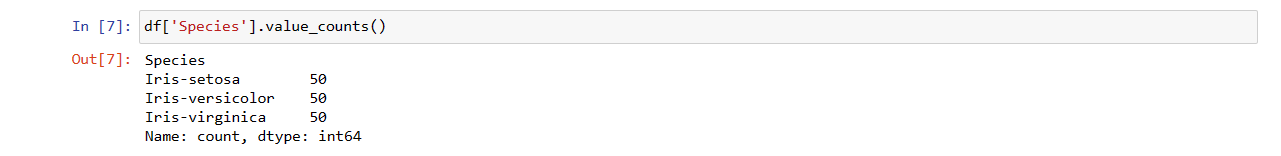 In [7]: df['Species'].value_counts()
Out[7]: Species
Iris-setosa        50
Iris-versicolor    50
Iris-virginica     50
Name: count, dtype: int64